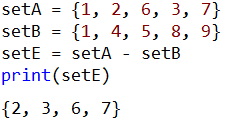 setA = {1, 2, 6, 3, 7}
setB = {1, 4, 5, 8, 9}
setE = setA - setB
print(setE)
{2, 3, 6, 7}